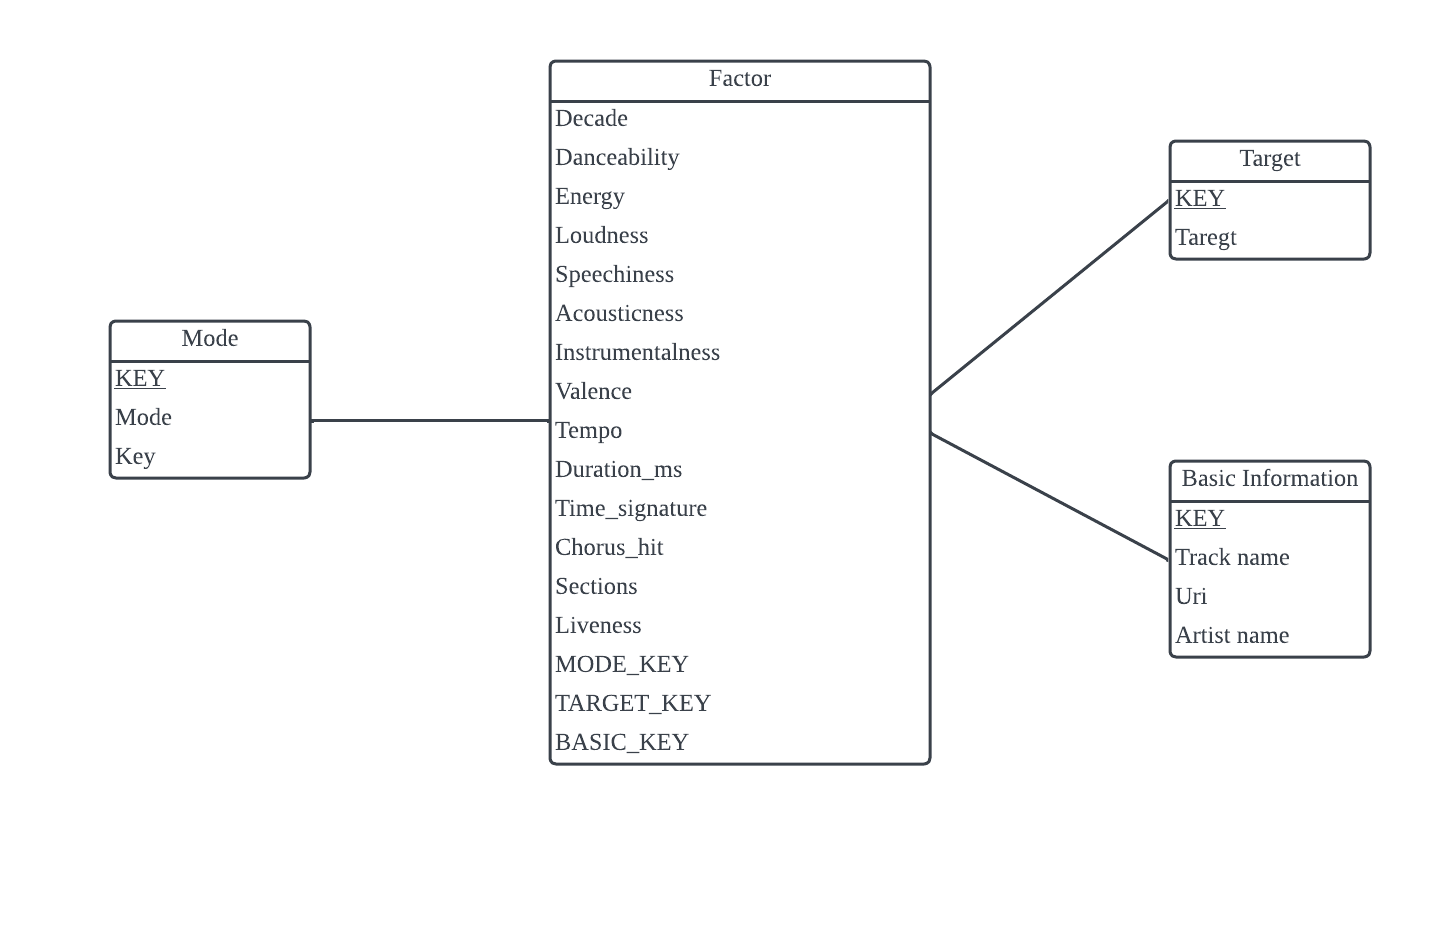 Factor
Decade
Danceability
Energy
Loudness
Speechiness
Acousticness
Instrumentalness
Valence
Tempo
Duration_ms
Time_signature
Chorus_hit
Sections
Liveness
MODE_KEY
TARGET_KEY
BASIC_KEY
Mode
KEY
Mode
Key
Target
KEY
Taregt
Basic Information
KEY
Track name
Uri
Artist name